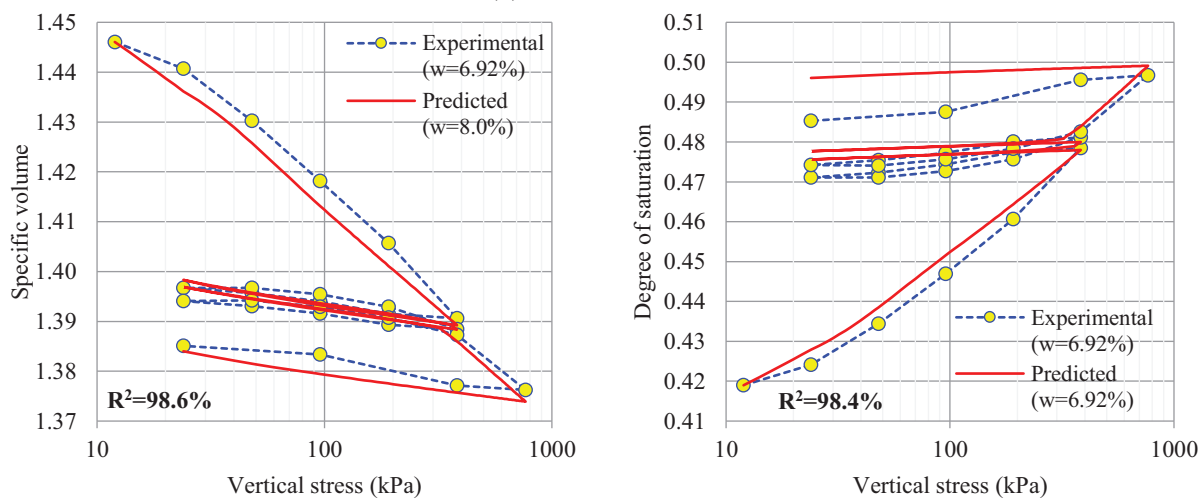 Specific volume
1.45
1.44
1.43
1.42
1.41
1.40
1.39
1.38
1.37
Experimental
(w=6.92%)
Predicted
(w=8.0%)
R²=98.6%
10
100
1000
Vertical stress (kPa)
Degree of saturation
0.51
0.50
0.49
0.48
0.47
0.46
0.45
0.44
0.43
0.42
0.41
Experimental
(w=6.92%)
Predicted
(w=6.92%)
R²=98.4%
10
100
1000
Vertical stress (kPa)